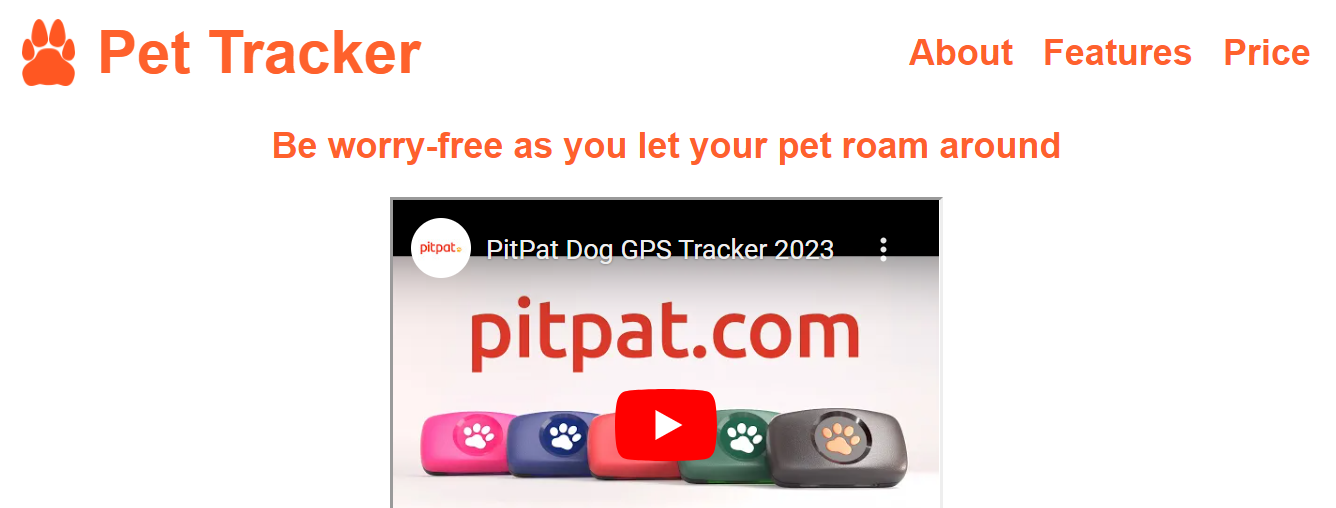 Pet Tracker
About Features Price
Be worry-free as you let your pet roam around
pitpat.
PitPat Dog GPS Tracker 2023
pitpat.com